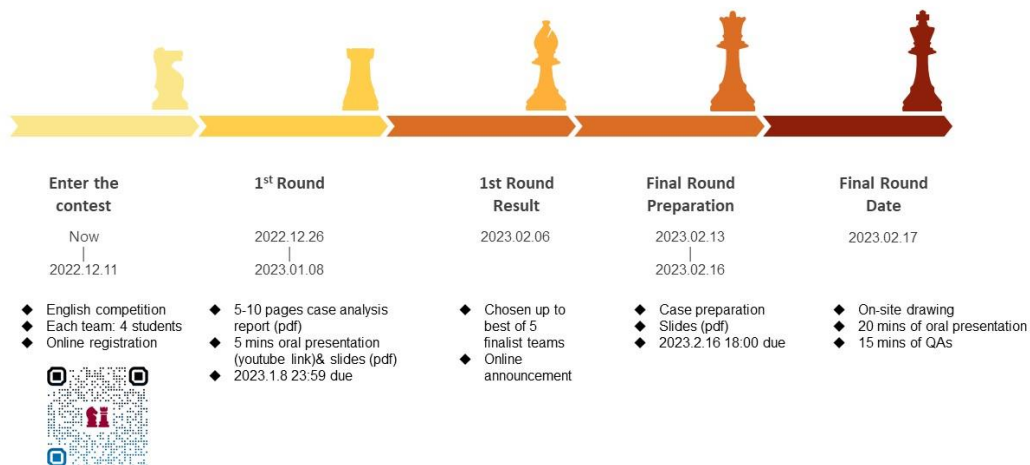 Enter the
contest
Now
2022.12.11
◆ English competition
◆ Each team: 4 students
◆ Online registration
1st Round
2022.12.26
2023.01.08
◆ 5-10 pages case analysis
report (pdf)
◆ 5 mins oral presentation
(youtube link)& slides (pdf)
◆ 2023.1.8 23:59 due
1st Round
Result
2023.02.06
◆ Chosen up to
best of 5
finalist teams
◆ Online
announcement
Final Round
Preparation
2023.02.13
2023.02.16
◆ Case preparation
◆ Slides (pdf)
◆ 2023.2.16 18:00 due
Final Round
Date
2023.02.17
◆ On-site drawing
◆ 20 mins of oral presentation
◆ 15 mins of QAs